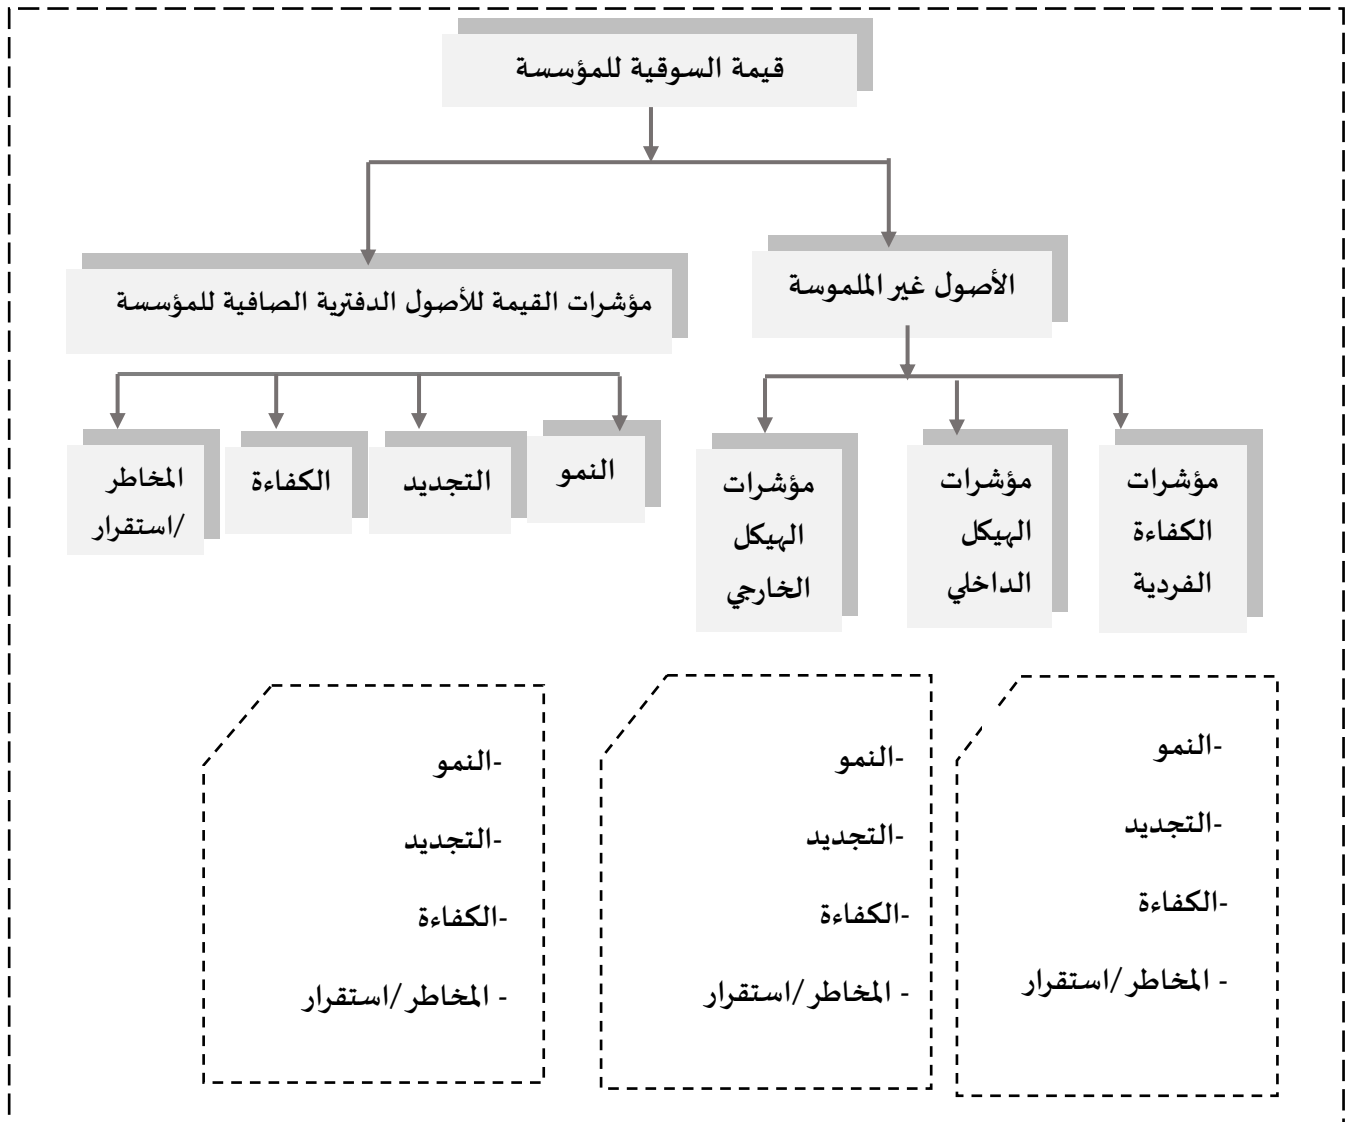 قيمة السوقية للمؤسسة
الأصول غير الملموسة
مؤشرات القيمة للأصول الدفترية الصافية للمؤسسة
مؤشرات
الكفاءة
الفردية
مؤشرات
الهيكل
الداخلي
مؤشرات
الهيكل
الخارجي
النمو
التجديد
الكفاءة
المخاطر
/استقرار
-النمو
-التجديد
-الكفاءة
- المخاطر/استقرار
-النمو
-التجديد
-الكفاءة
- المخاطر/استقرار
-النمو
-التجديد
-الكفاءة
- المخاطر/استقرار